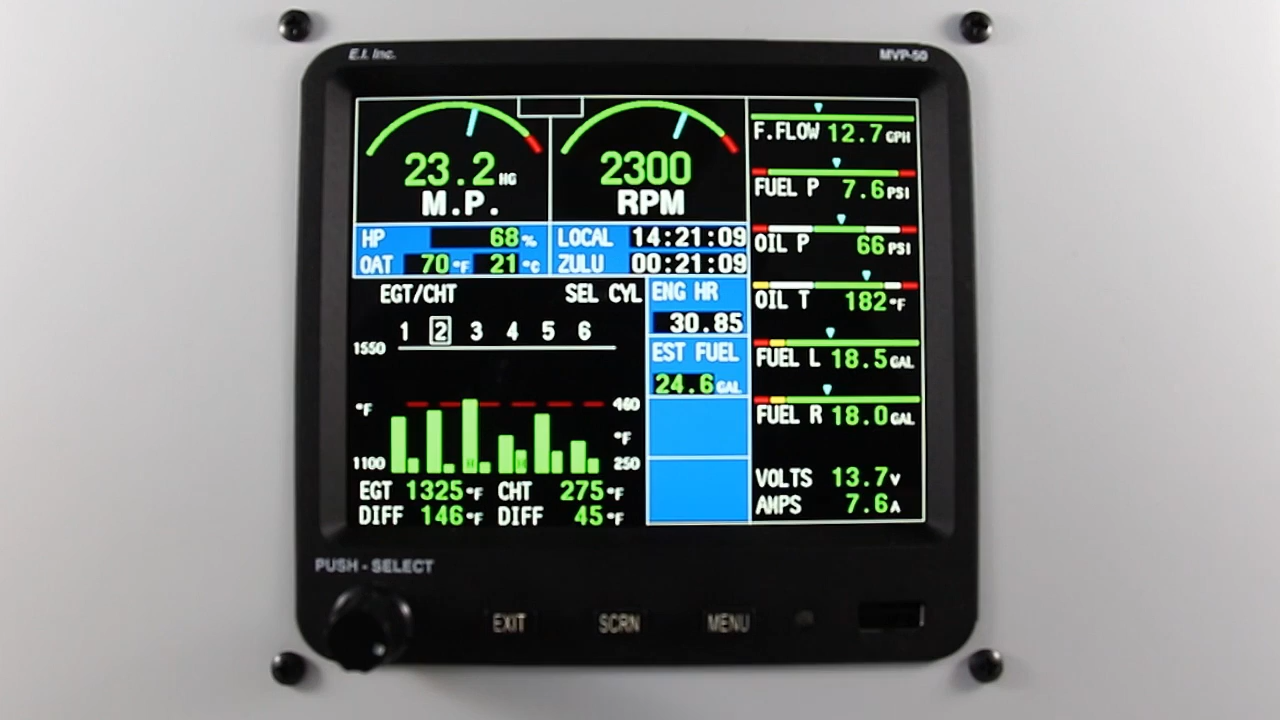 E.I. Inc.
MVP-50
23.2 HG
M.P.
2300
RPM
F.FLOW 12.7 GPH
FUEL P 7.6 PSI
OIL P 66 PSI
OIL T 182 °F
FUEL L 18.5 GAL
FUEL R 18.0 GAL
VOLTS 13.7 V
AMPS 7.6 A
HP 68 %
OAT 70 °F 21 °C
LOCAL 14:21:09
ZULU 00:21:09
EGT/CHT SEL CYL
1 2 3 4 5 6
1550
°F
1100
460
°F
250
H H
EGT 1325 °F CHT 275 °F
DIFF 146 °F DIFF 45 °F
ENG HR
30.85
EST FUEL
24.6 GAL
PUSH - SELECT
EXIT
SCRN
MENU